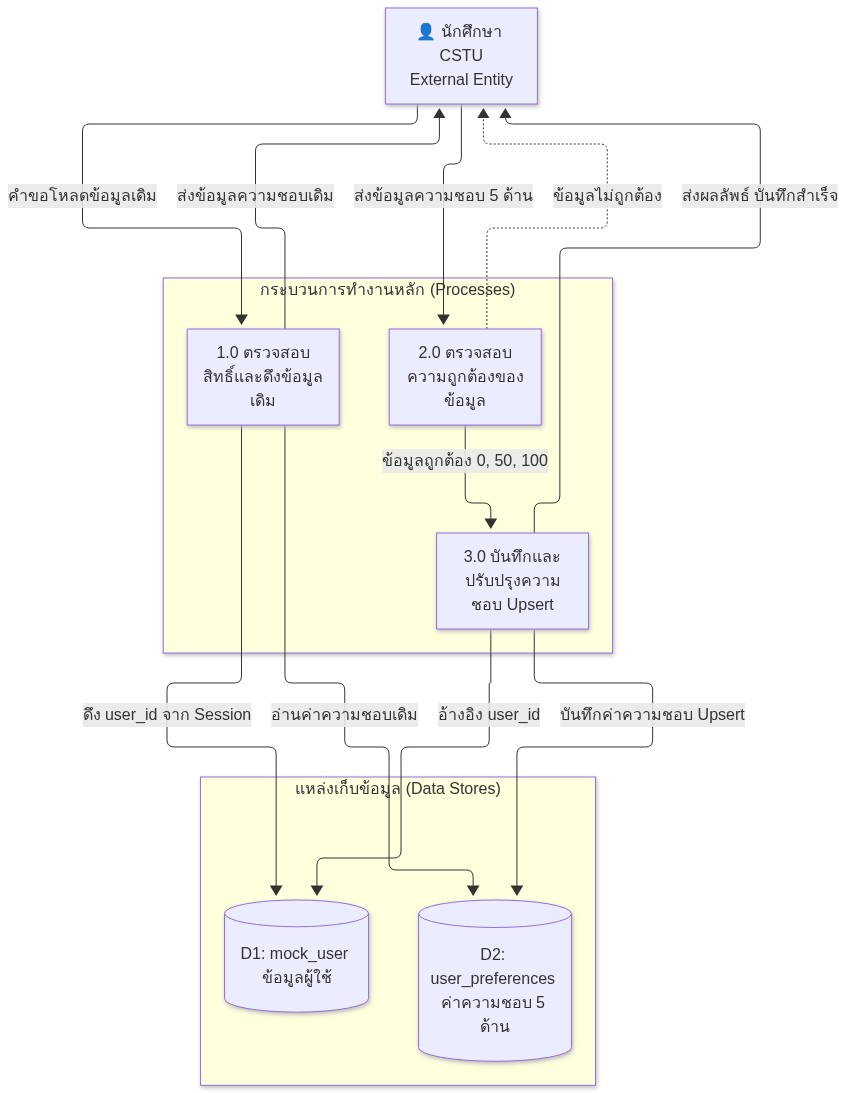 👤 นักศึกษา
CSTU
External Entity
คำขอโหลดข้อมูลเดิม
ส่งข้อมูลความชอบเดิม
ส่งข้อมูลความชอบ 5 ด้าน
ข้อมูลไม่ถูกต้อง
ส่งผลลัพธ์ บันทึกสำเร็จ
กระบวนการทำงานหลัก (Processes)
1.0 ตรวจสอบ
สิทธิ์และดึงข้อมูล
เดิม
2.0 ตรวจสอบ
ความถูกต้องของ
ข้อมูล
ข้อมูลถูกต้อง 0, 50, 100
3.0 บันทึกและ
ปรับปรุงความ
ชอบ Upsert
ดึง user_id จาก Session
อ่านค่าความชอบเดิม
อ้างอิง user_id
บันทึกค่าความชอบ Upsert
แหล่งเก็บข้อมูล (Data Stores)
D1: mock_user
ข้อมูลผู้ใช้
D2:
user_preferences
ค่าความชอบ 5
ด้าน